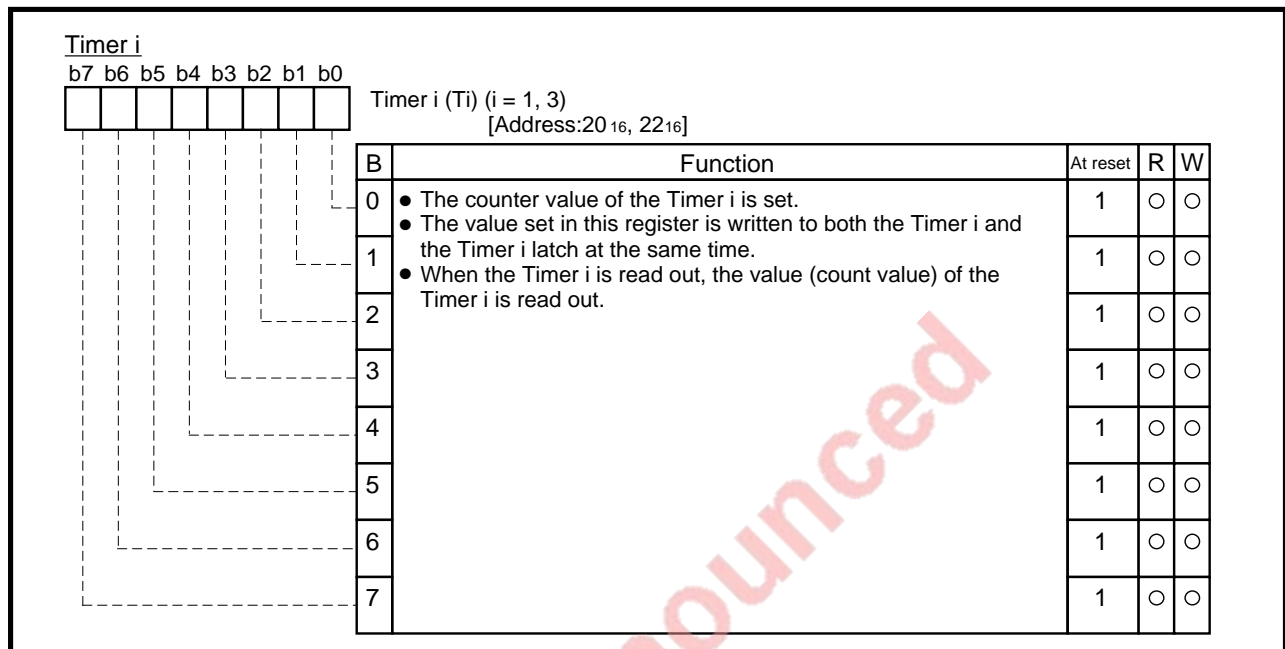 Timer i
b7 b6 b5 b4 b3 b2 b1 b0
Timer i (Ti) (i = 1, 3)
[Address:20 16, 2216]
B Function At reset R W
0 ● The counter value of the Timer i is set. 1 ○ ○
● The value set in this register is written to both the Timer i and
the Timer i latch at the same time.
1 1 ○ ○
● When the Timer i is read out, the value (count value) of the
Timer i is read out.
2 1 ○ ○
3 1 ○ ○
4 1 ○ ○
5 1 ○ ○
6 1 ○ ○
7 1 ○ ○
ounced